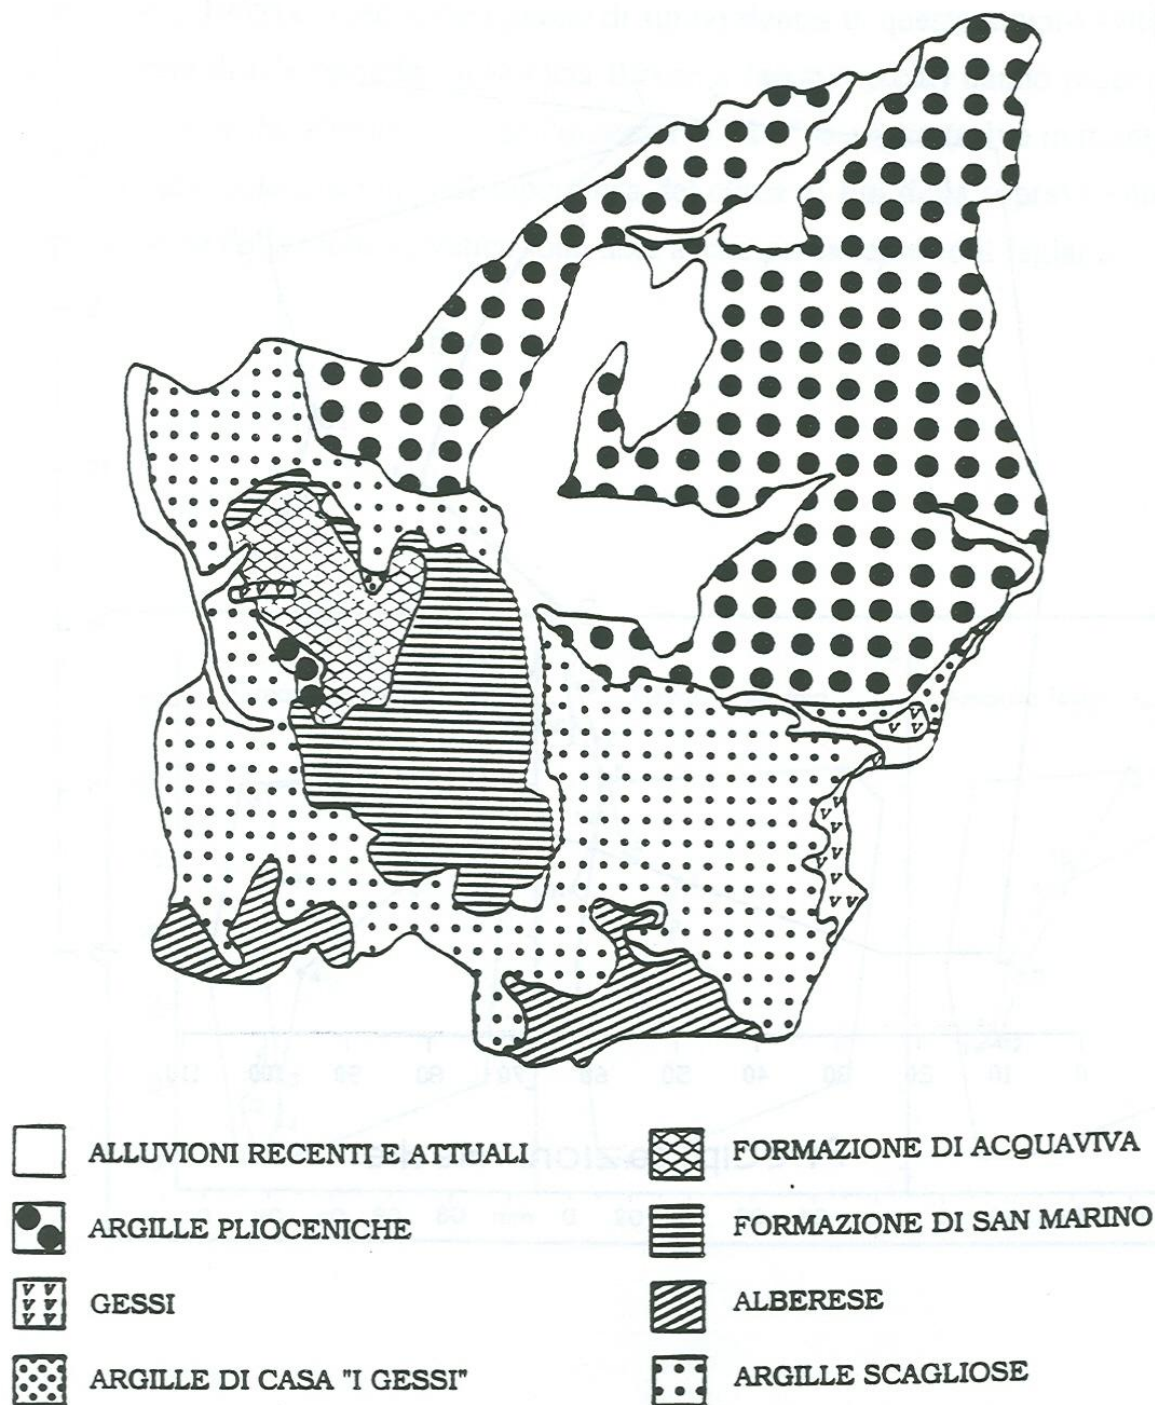 ALLUVIONI RECENTI E ATTUALI
ARGILLE PLIOCENICHE
GESSI
ARGILLE DI CASA "I GESSI"
FORMAZIONE DI ACQUAVIVA
FORMAZIONE DI SAN MARINO
ALBERESE
ARGILLE SCAGLIOSE